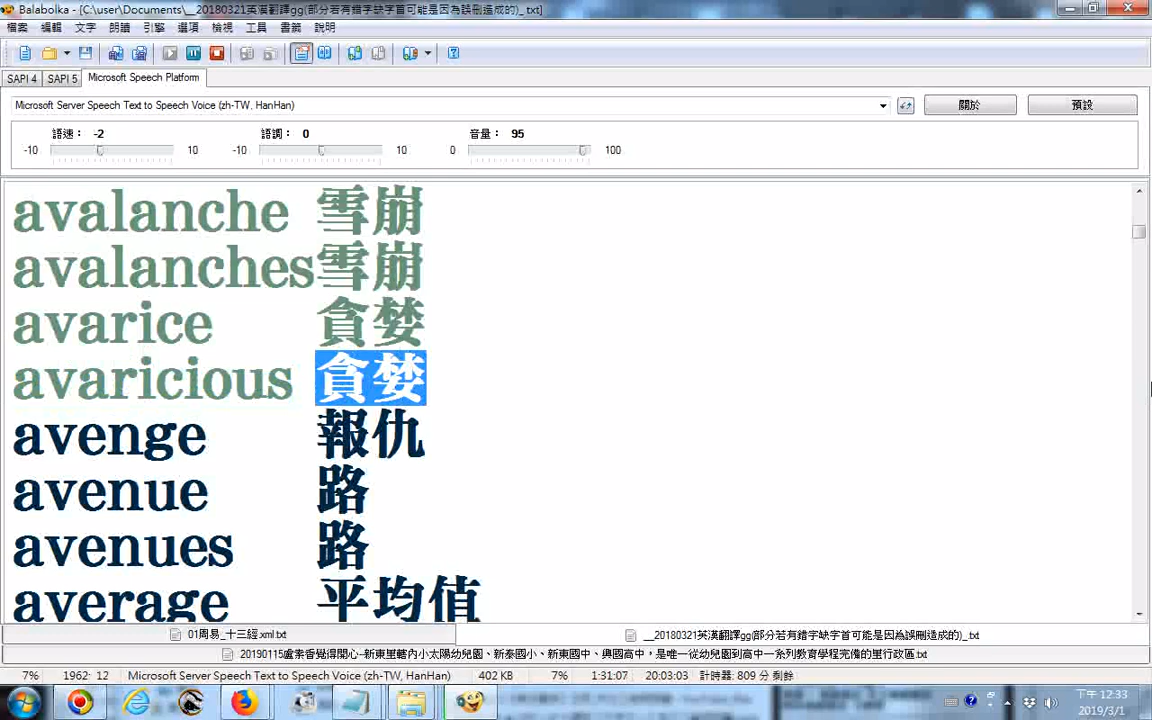 Balabolka - [C:\user\Documents\__20180321英漢翻譯gg(部分若有錯字缺字首可能是因為誤刪造成的)_.txt]
檔案 編輯 文字 朗讀 引擎 選項 檢視 工具 書籤 說明
SAPI 4 SAPI 5 Microsoft Speech Platform
Microsoft Server Speech Text to Speech Voice (zh-TW, HanHan) 關於 預設
語速： -2 語調： 0 音量： 95
-10 10 -10 10 0 100
avalanche 雪崩
avalanches 雪崩
avarice 貪婪
avaricious 貪婪
avenge 報仇
avenue 路
avenues 路
average 平均值
01周易_十三經.xml.txt __20180321英漢翻譯gg(部分若有錯字缺字首可能是因為誤刪造成的)_.txt
20190115盧素香覺得開心-新東里轄內小太陽幼兒園、新泰國小、新東國中、興國高中，是唯一從幼兒園到高中一系列教育學程完備的里行政區.txt
7% 1962: 12 Microsoft Server Speech Text to Speech Voice (zh-TW, HanHan) 402 KB 7% 1:31:07 20:03:03 計時器: 809 分 剩餘
下午 12:33
2019/3/1